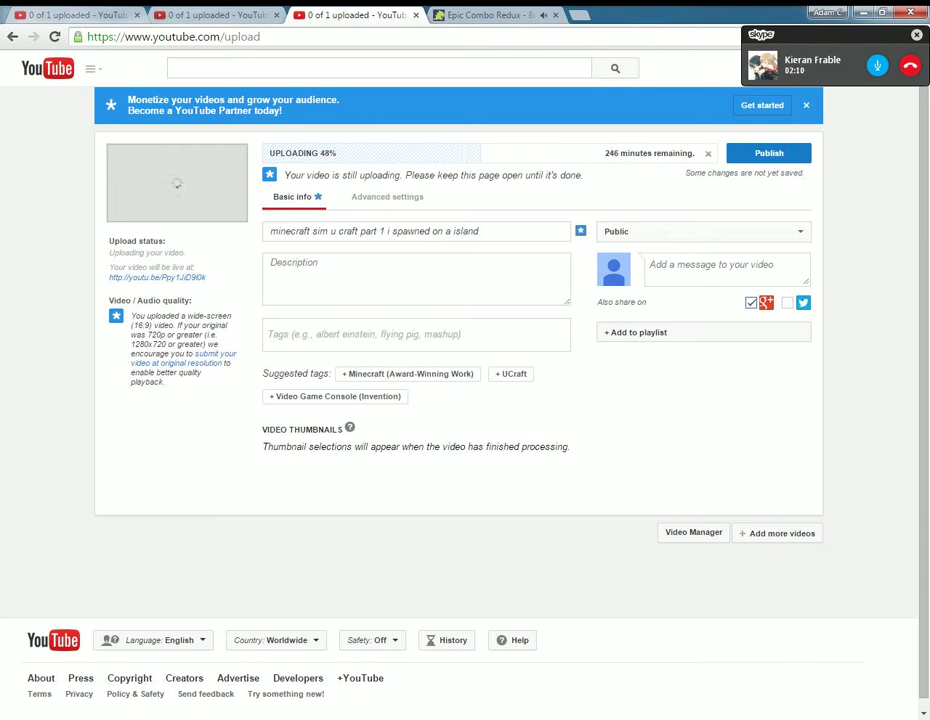 0 of 1 uploaded - YouTu
0 of 1 uploaded - YouTu
0 of 1 uploaded - YouTu
Epic Combo Redux -
Adam C
https://www.youtube.com/upload
skype
Kieran Frable
02:10
YouTube
Monetize your videos and grow your audience.
Become a YouTube Partner today!
Get started
UPLOADING 48%
246 minutes remaining.
Publish
Your video is still uploading. Please keep this page open until it's done.
Some changes are not yet saved.
Basic info
Advanced settings
minecraft sim u craft part 1 i spawned on a island
Public
Upload status:
Uploading your video.
Your video will be live at:
http://youtu.be/Ppy1JiD9l0k
Description
Add a message to your video
Also share on
Video / Audio quality:
You uploaded a wide-screen
(16:9) video. If your original
was 720p or greater (i.e.
1280x720 or greater) we
encourage you to submit your
video at original resolution to
enable better quality
playback.
Tags (e.g., albert einstein, flying pig, mashup)
+ Add to playlist
Suggested tags:
+ Minecraft (Award-Winning Work)
+ UCraft
+ Video Game Console (Invention)
VIDEO THUMBNAILS
Thumbnail selections will appear when the video has finished processing.
Video Manager
+ Add more videos
YouTube
Language: English
Country: Worldwide
Safety: Off
History
Help
About
Press
Copyright
Creators
Advertise
Developers
+YouTube
Terms
Privacy
Policy & Safety
Send feedback
Try something new!